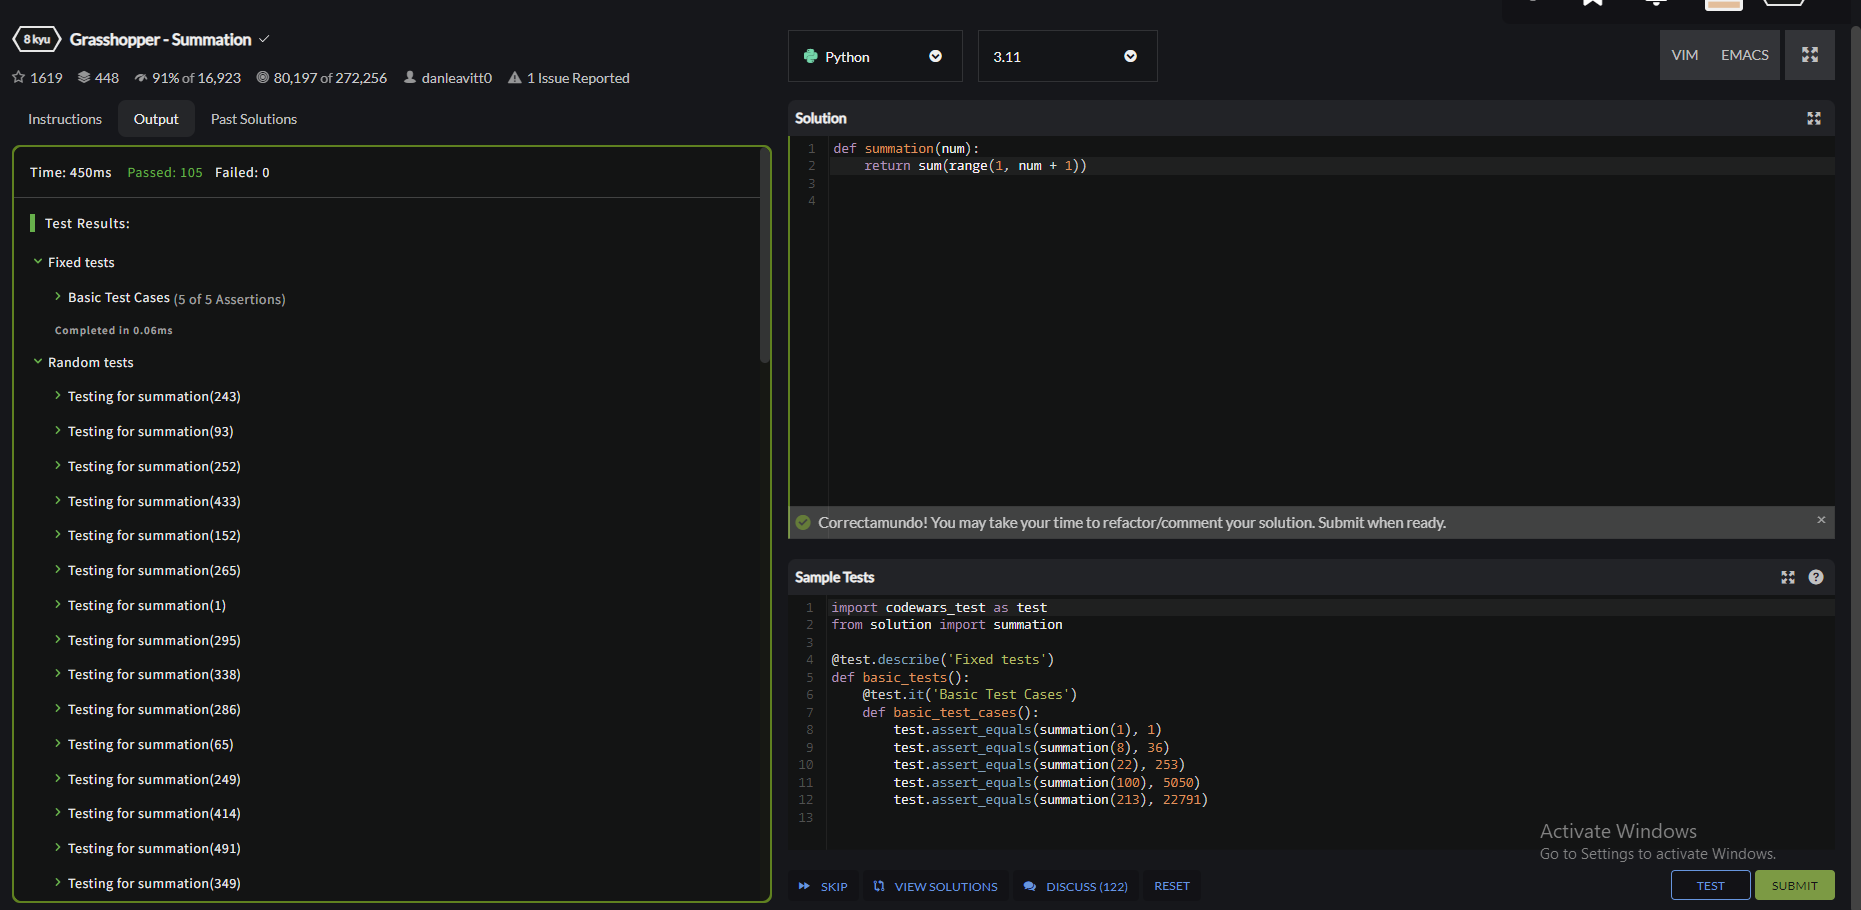 8 kyu Grasshopper - Summation
1619 448 91% of 16,923 80,197 of 272,256 danleavitt0 1 Issue Reported
Instructions Output Past Solutions
Time: 450ms Passed: 105 Failed: 0
Test Results:
Fixed tests
Basic Test Cases (5 of 5 Assertions)
Completed in 0.06ms
Random tests
Testing for summation(243)
Testing for summation(93)
Testing for summation(252)
Testing for summation(433)
Testing for summation(152)
Testing for summation(265)
Testing for summation(1)
Testing for summation(295)
Testing for summation(338)
Testing for summation(286)
Testing for summation(65)
Testing for summation(249)
Testing for summation(414)
Testing for summation(491)
Testing for summation(349)
Python 3.11 VIM EMACS
Solution
1 def summation(num):
2     return sum(range(1, num + 1))
3
4
Correctamundo! You may take your time to refactor/comment your solution. Submit when ready. ×
Sample Tests ?
1 import codewars_test as test
2 from solution import summation
3
4 @test.describe('Fixed tests')
5 def basic_tests():
6     @test.it('Basic Test Cases')
7     def basic_test_cases():
8         test.assert_equals(summation(1), 1)
9         test.assert_equals(summation(8), 36)
10         test.assert_equals(summation(22), 253)
11         test.assert_equals(summation(100), 5050)
12         test.assert_equals(summation(213), 22791)
13
Activate Windows
Go to Settings to activate Windows.
SKIP VIEW SOLUTIONS DISCUSS (122) RESET TEST SUBMIT